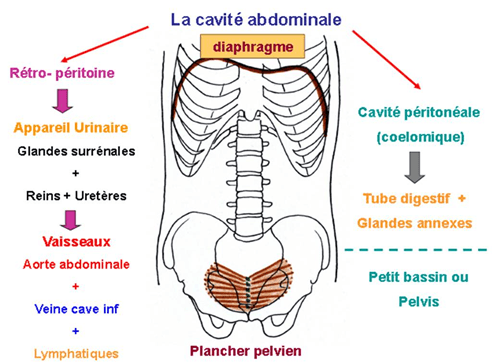 La cavité abdominale
diaphragme
Rétro- péritoine
Appareil Urinaire
Glandes surrénales
+
Reins + Uretères
Vaisseaux
Aorte abdominale
+
Veine cave inf
+
Lymphatiques
Cavité péritonéale
(coelomique)
Tube digestif +
Glandes annexes
Petit bassin ou
Pelvis
Plancher pelvien